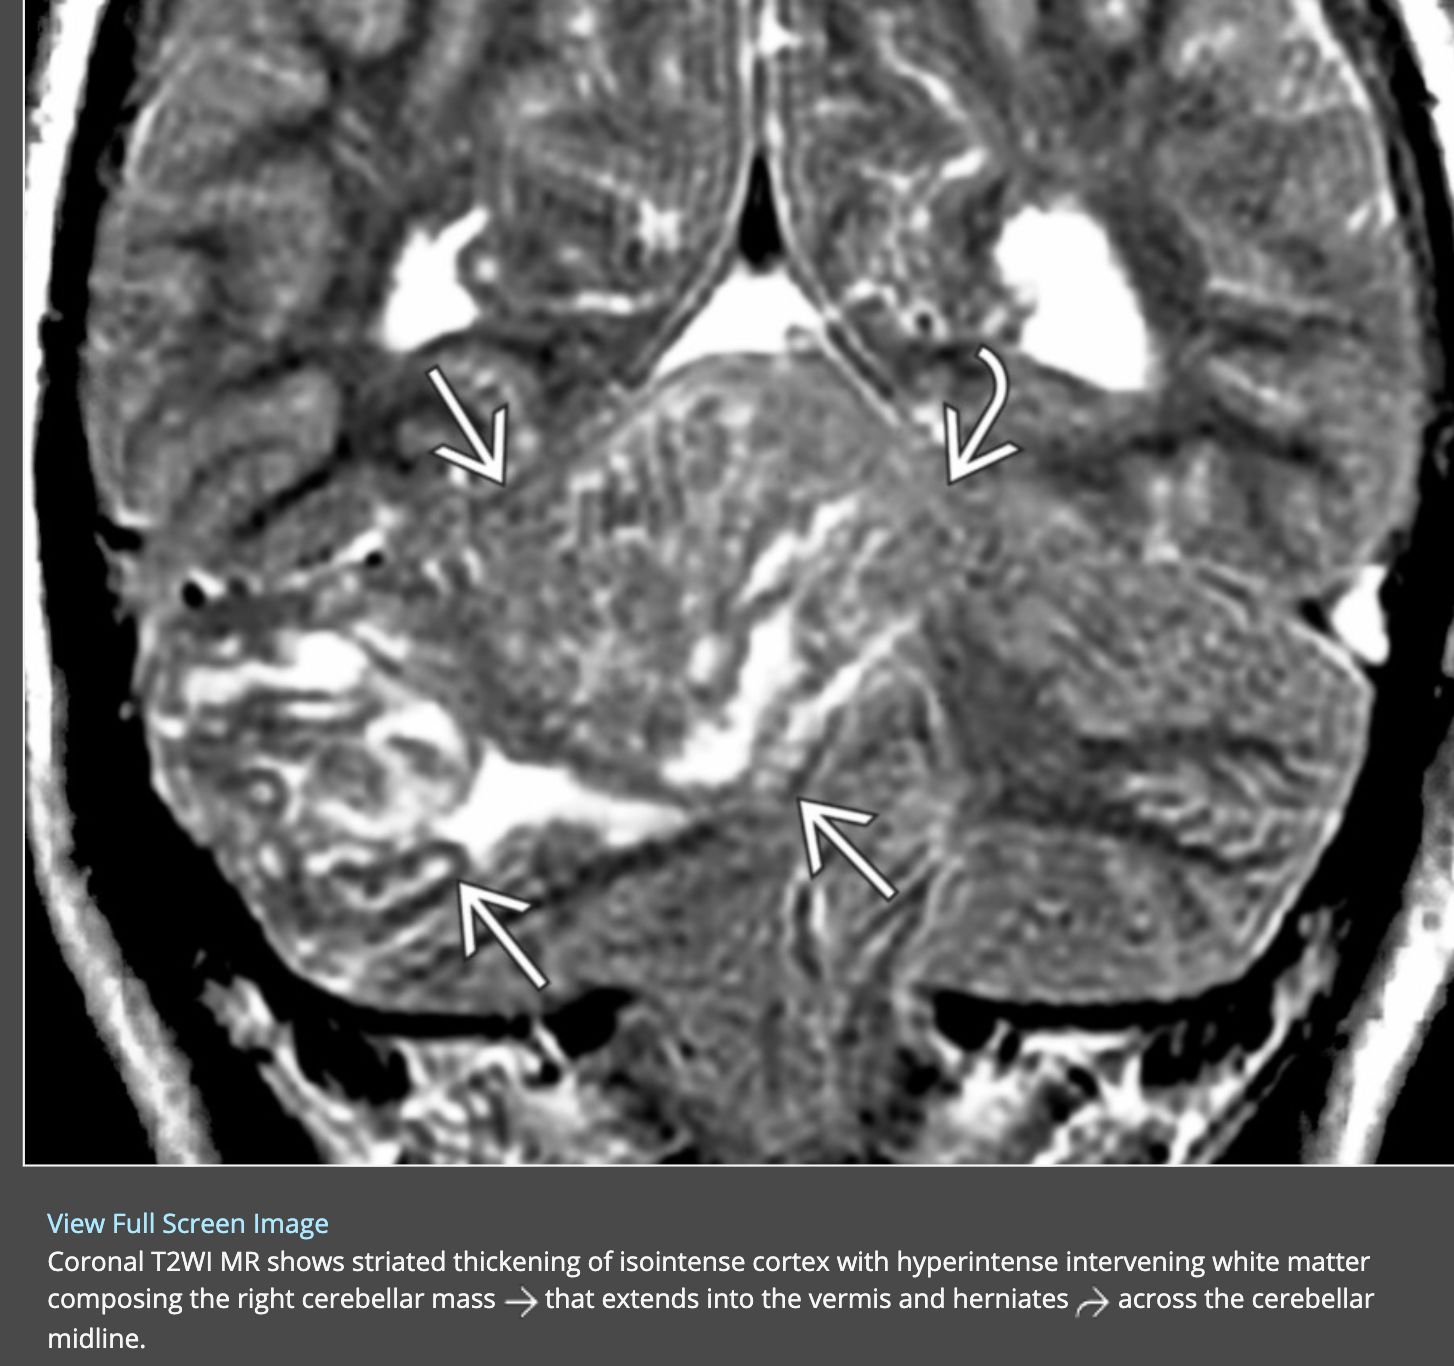 View Full Screen Image
Coronal T2WI MR shows striated thickening of isointense cortex with hyperintense intervening white matter
composing the right cerebellar mass → that extends into the vermis and herniates ↷ across the cerebellar
midline.